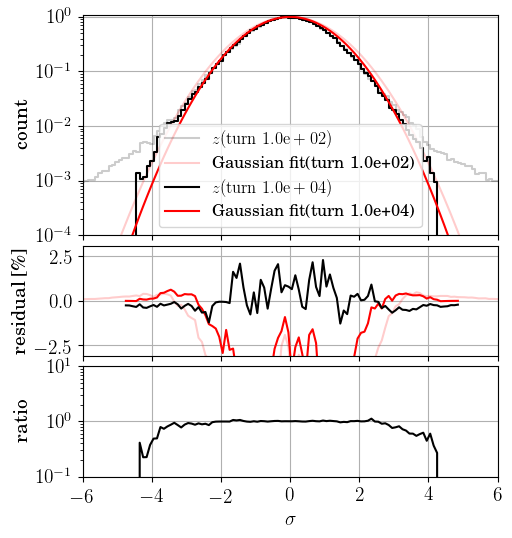 10^0
10^{-1}
10^{-2}
10^{-3}
10^{-4}
count
z(turn 1.0e + 02)
Gaussian fit(turn 1.0e+02)
z(turn 1.0e + 04)
Gaussian fit(turn 1.0e+04)
2.5
0.0
−2.5
residual [%]
10^1
10^0
10^{-1}
ratio
−6 −4 −2 0 2 4 6
σ